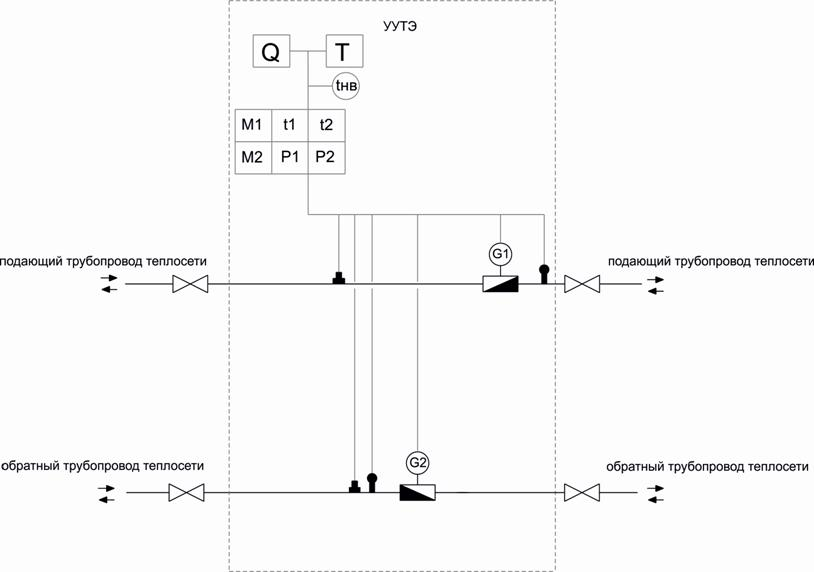 УУТЭ
Q T
tнв
M1 t1 t2
M2 P1 P2
G1
подающий трубопровод теплосети
подающий трубопровод теплосети
G2
обратный трубопровод теплосети
обратный трубопровод теплосети